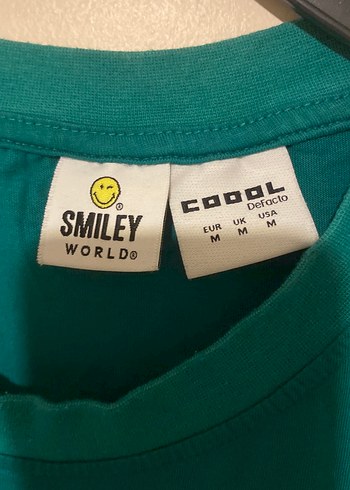 ®
SMILEY
WORLD®
COOOL
DeFacto
EUR UK USA
M M M